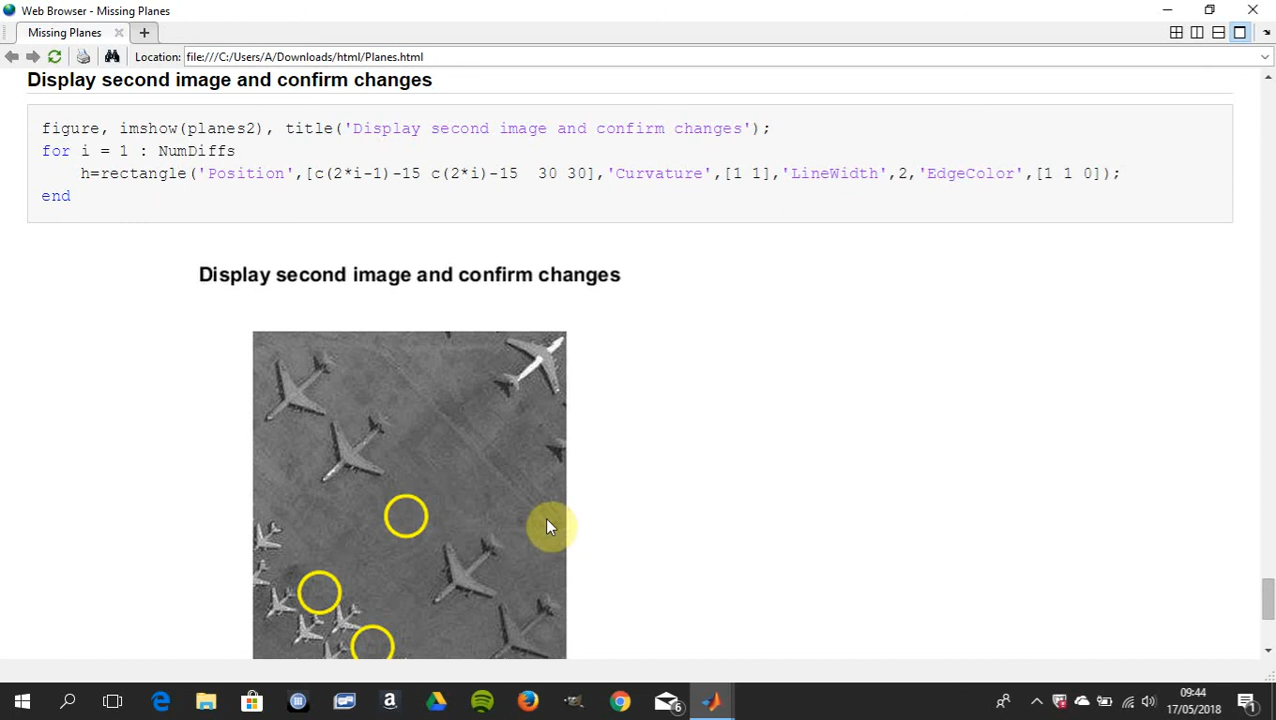 Web Browser - Missing Planes
Missing Planes
Location: file:///C:/Users/A/Downloads/html/Planes.html
Display second image and confirm changes
figure, imshow(planes2), title('Display second image and confirm changes');
for i = 1 : NumDiffs
h=rectangle('Position',[c(2*i-1)-15 c(2*i)-15  30 30],'Curvature',[1 1],'LineWidth',2,'EdgeColor',[1 1 0]);
end
Display second image and confirm changes
a
6
09:44
17/05/2018
1